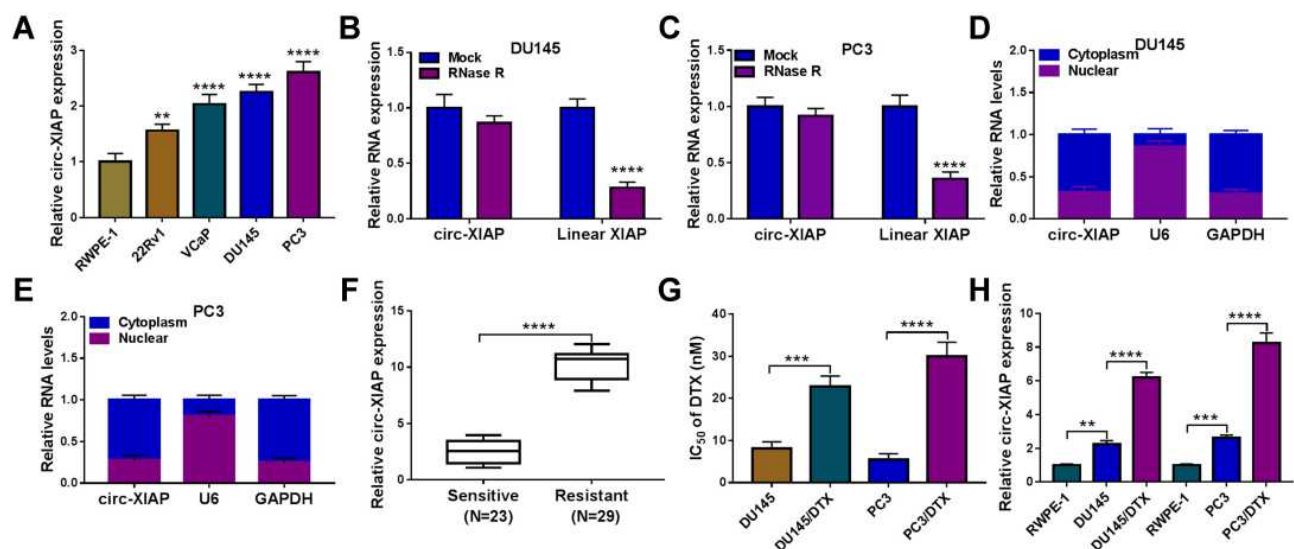 A
Relative circ-XIAP expression
3
2
1
0
**
****
****
****
RWPE-1
22Rv1
VCaP
DU145
PC3
B
DU145
Relative RNA expression
1.5
1.0
0.5
0.0
Mock
RNase R
****
circ-XIAP
Linear XIAP
C
PC3
Relative RNA expression
1.5
1.0
0.5
0.0
Mock
RNase R
****
circ-XIAP
Linear XIAP
D
DU145
Relative RNA levels
2.0
1.5
1.0
0.5
0.0
Cytoplasm
Nuclear
circ-XIAP
U6
GAPDH
E
PC3
Relative RNA levels
2.0
1.5
1.0
0.5
0.0
Cytoplasm
Nuclear
circ-XIAP
U6
GAPDH
F
Relative circ-XIAP expression
15
10
5
0
****
Sensitive
(N=23)
Resistant
(N=29)
G
IC50 of DTX (nM)
40
30
20
10
0
***
****
DU145
DU145/DTX
PC3
PC3/DTX
H
Relative circ-XIAP expression
10
8
6
4
2
0
**
****
***
****
RWPE-1
DU145
DU145/DTX
RWPE-1
PC3
PC3/DTX